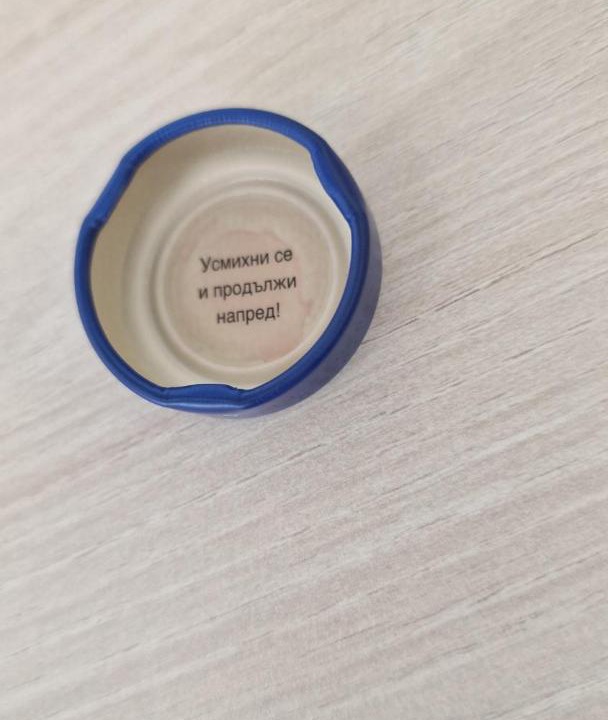 Усмихни се
и продължи
напред!